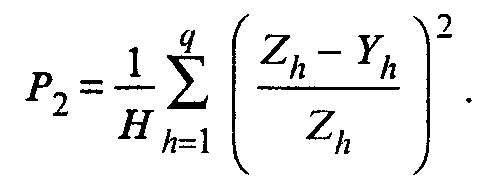 P_2 = \frac{1}{H} \sum_{h=1}^{q} \left( \frac{Z_h - Y_h}{Z_h} \right)^2 .